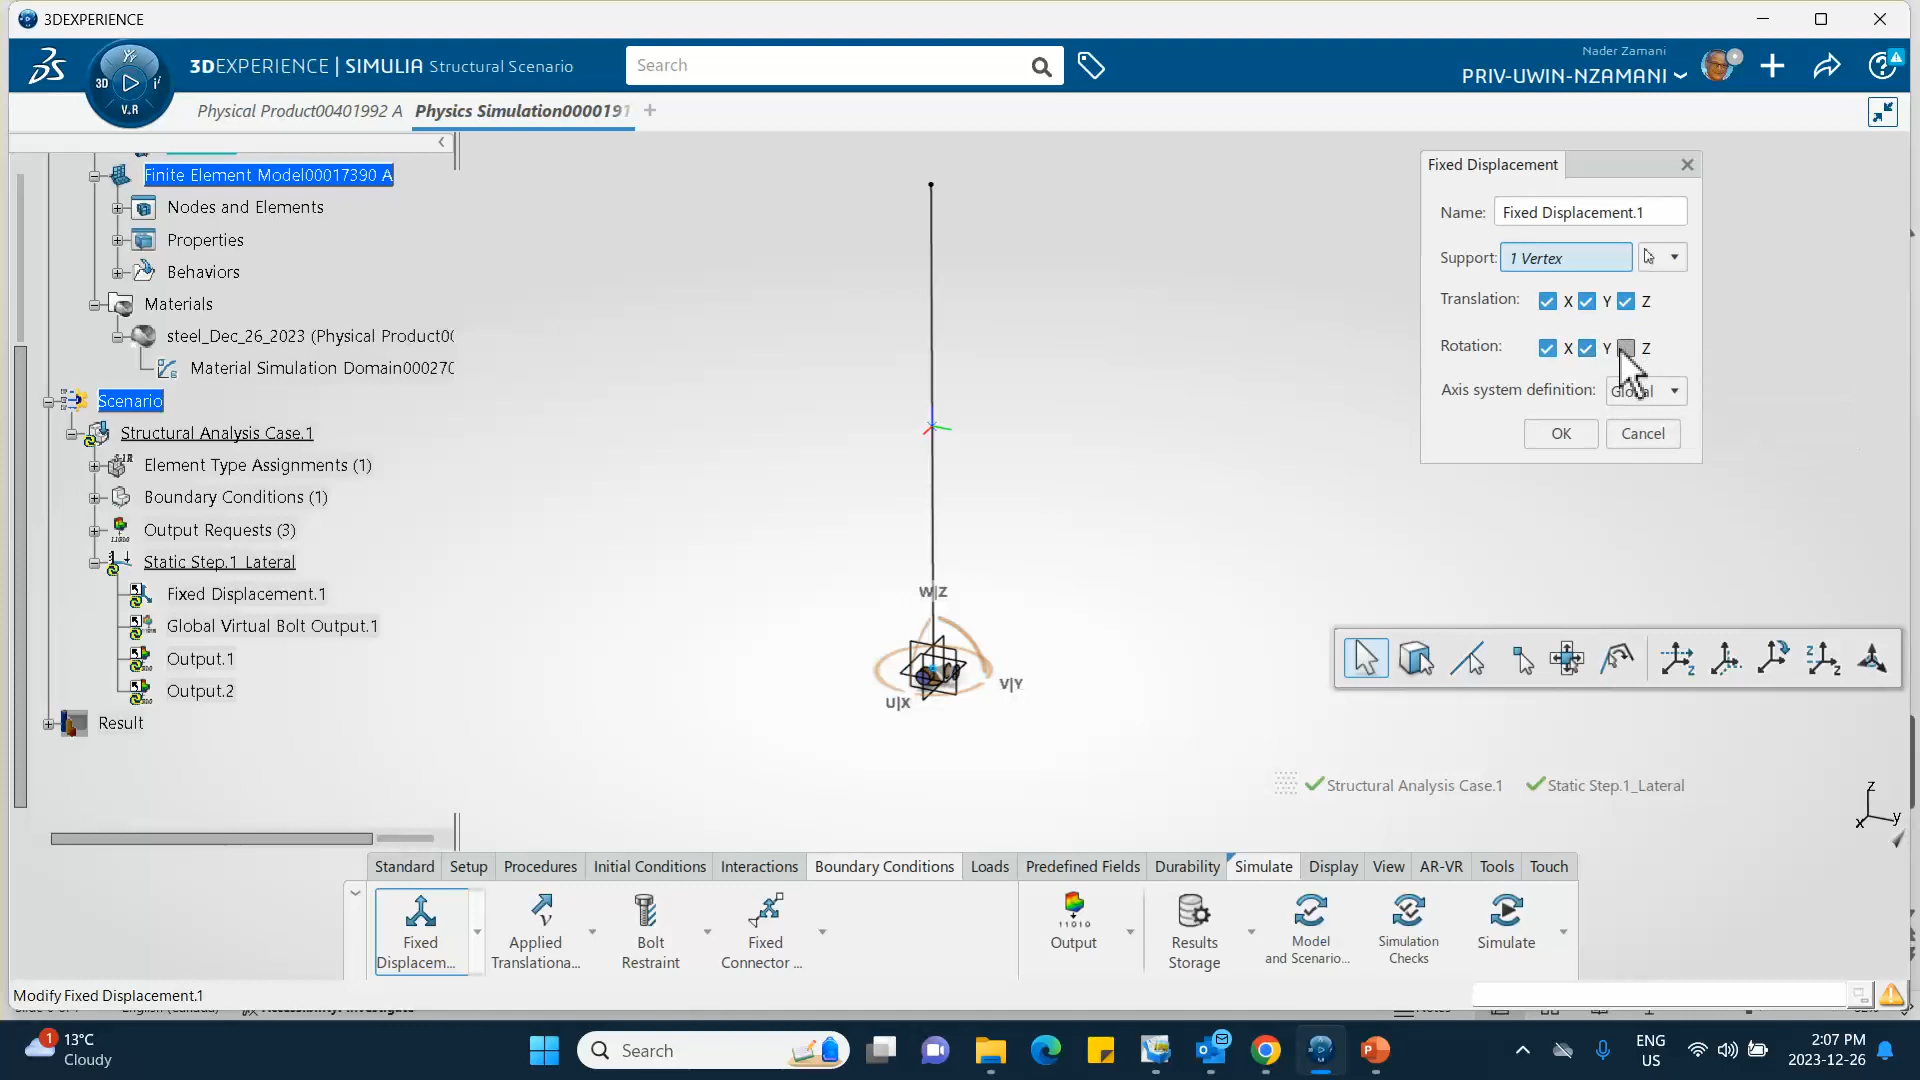 3DEXPERIENCE
3DEXPERIENCE | SIMULIA Structural Scenario
Search
Nader Zamani
PRIV-UWIN-NZAMANI
3D
V.R
Physical Product00401992 A
Physics Simulation0000191
Finite Element Model00017390 A
Nodes and Elements
Properties
Behaviors
Materials
steel_Dec_26_2023 (Physical Product00
Material Simulation Domain00027
Scenario
Structural Analysis Case.1
Element Type Assignments (1)
Boundary Conditions (1)
Output Requests (3)
Static Step.1_Lateral
Fixed Displacement.1
Global Virtual Bolt Output.1
Output.1
Output.2
Result
W|Z
V|Y
U|X
Fixed Displacement
Name: Fixed Displacement.1
Support: 1 Vertex
Translation: X Y Z
Rotation: X Y Z
Axis system definition: Global
OK Cancel
Structural Analysis Case.1 Static Step.1_Lateral
z
x y
Standard Setup Procedures Initial Conditions Interactions Boundary Conditions Loads Predefined Fields Durability Simulate Display View AR-VR Tools Touch
Fixed Displacem...
Applied Translationa...
Bolt Restraint
Fixed Connector ...
Output
Results Storage
Model and Scenario...
Simulation Checks
Simulate
Modify Fixed Displacement.1
1
13°C
Cloudy
Search
ENG
US
2:07 PM
2023-12-26